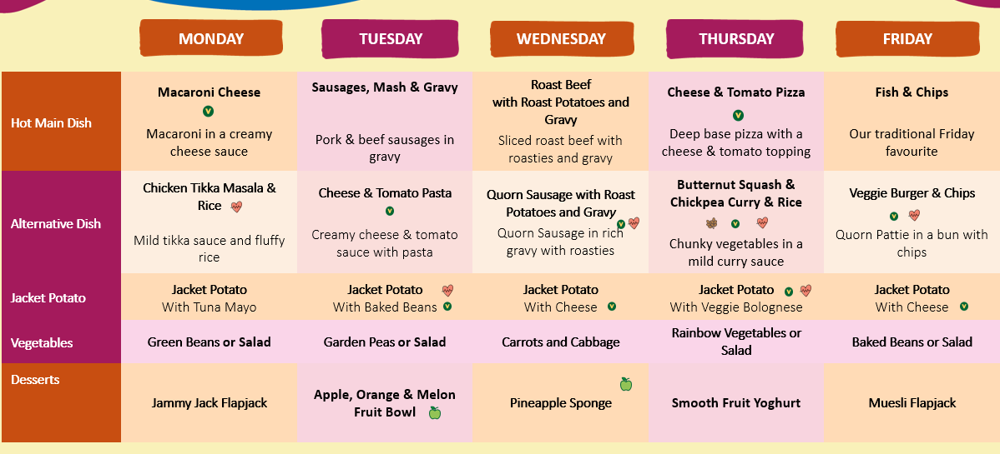 MONDAY TUESDAY WEDNESDAY THURSDAY FRIDAY
Hot Main Dish
Macaroni Cheese
V
Macaroni in a creamy
cheese sauce
Sausages, Mash & Gravy
Pork & beef sausages in
gravy
Roast Beef
with Roast Potatoes and
Gravy
Sliced roast beef with
roasties and gravy
Cheese & Tomato Pizza
V
Deep base pizza with a
cheese & tomato topping
Fish & Chips
Our traditional Friday
favourite
Alternative Dish
Chicken Tikka Masala &
Rice
Mild tikka sauce and fluffy
rice
Cheese & Tomato Pasta
V
Creamy cheese & tomato
sauce with pasta
Quorn Sausage with Roast
Potatoes and Gravy
V
Quorn Sausage in rich
gravy with roasties
Butternut Squash &
Chickpea Curry & Rice
V
Chunky vegetables in a
mild curry sauce
Veggie Burger & Chips
V
Quorn Pattie in a bun with
chips
Jacket Potato
Jacket Potato
With Tuna Mayo
Jacket Potato
With Baked Beans V
Jacket Potato
With Cheese V
Jacket Potato V
With Veggie Bolognese
Jacket Potato
With Cheese V
Vegetables
Green Beans or Salad
Garden Peas or Salad
Carrots and Cabbage
Rainbow Vegetables or
Salad
Baked Beans or Salad
Desserts
Jammy Jack Flapjack
Apple, Orange & Melon
Fruit Bowl
Pineapple Sponge
Smooth Fruit Yoghurt
Muesli Flapjack